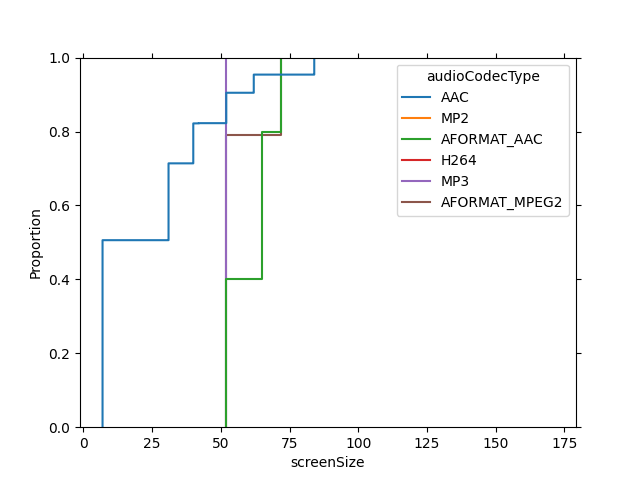 1.0
0.8
0.6
0.4
0.2
0.0
Proportion
0 25 50 75 100 125 150 175
screenSize
audioCodecType
AAC
MP2
AFORMAT_AAC
H264
MP3
AFORMAT_MPEG2